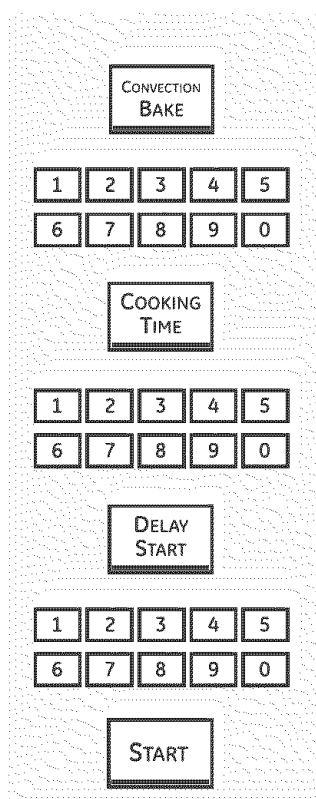 CONVECTION
BAKE
1 2 3 4 5
6 7 8 9 0
COOKING
TIME
1 2 3 4 5
6 7 8 9 0
DELAY
START
1 2 3 4 5
6 7 8 9 0
START